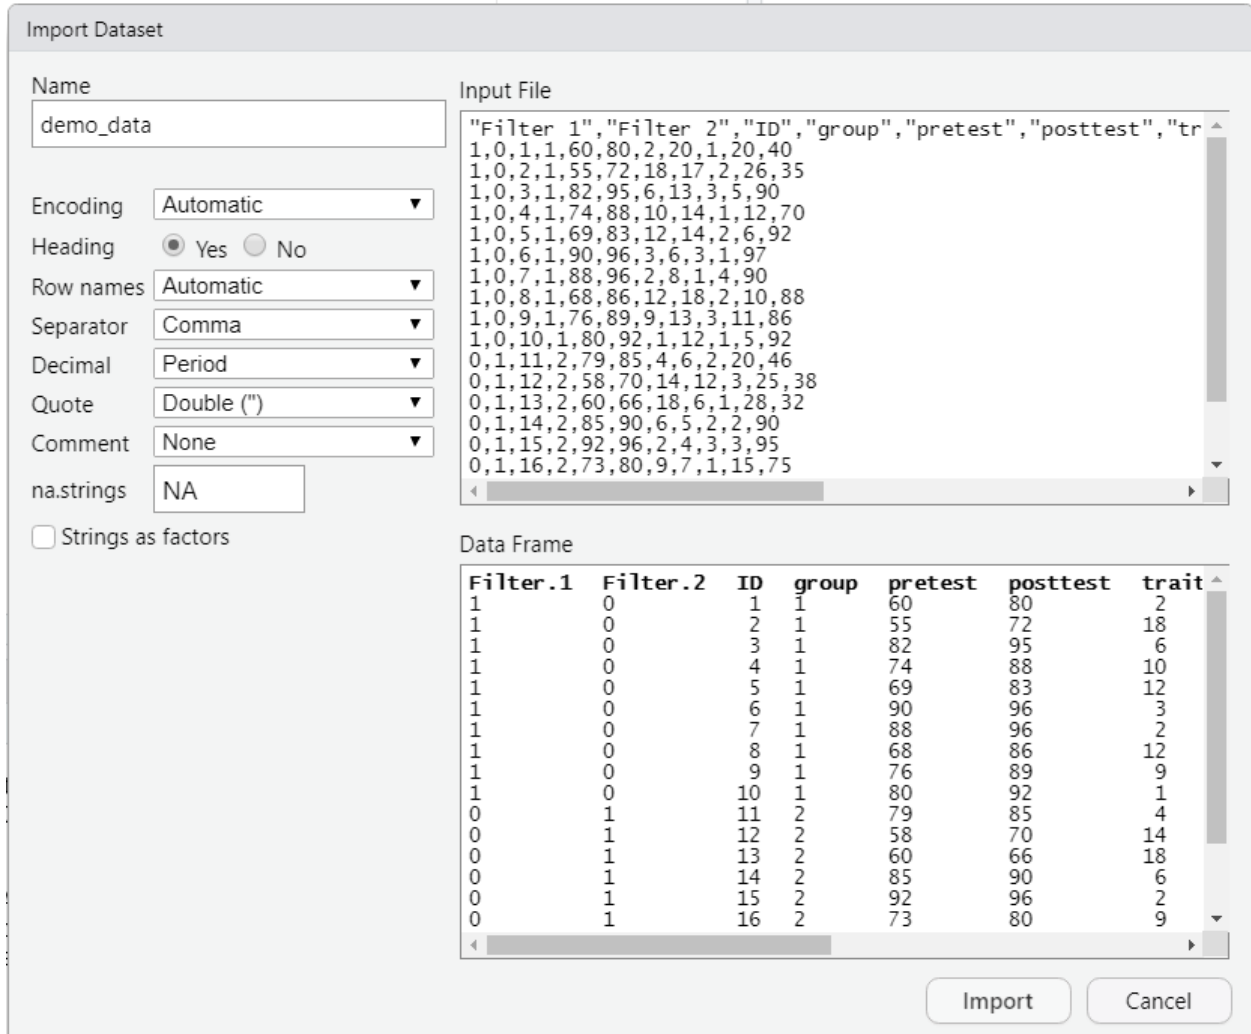 Import Dataset
Name
demo_data
Encoding Automatic
Heading Yes No
Row names Automatic
Separator Comma
Decimal Period
Quote Double (")
Comment None
na.strings NA
Strings as factors
Input File
"Filter 1","Filter 2","ID","group","pretest","posttest","tr
1,0,1,1,60,80,2,20,1,20,40
1,0,2,1,55,72,18,17,2,26,35
1,0,3,1,82,95,6,13,3,5,90
1,0,4,1,74,88,10,14,1,12,70
1,0,5,1,69,83,12,14,2,6,92
1,0,6,1,90,96,3,6,3,1,97
1,0,7,1,88,96,2,8,1,4,90
1,0,8,1,68,86,12,18,2,10,88
1,0,9,1,76,89,9,13,3,11,86
1,0,10,1,80,92,1,12,1,5,92
0,1,11,2,79,85,4,6,2,20,46
0,1,12,2,58,70,14,12,3,25,38
0,1,13,2,60,66,18,6,1,28,32
0,1,14,2,85,90,6,5,2,2,90
0,1,15,2,92,96,2,4,3,3,95
0,1,16,2,73,80,9,7,1,15,75
Data Frame
Filter.1 Filter.2 ID group pretest posttest trait
1 0 1 1 60 80 2
1 0 2 1 55 72 18
1 0 3 1 82 95 6
1 0 4 1 74 88 10
1 0 5 1 69 83 12
1 0 6 1 90 96 3
1 0 7 1 88 96 2
1 0 8 1 68 86 12
1 0 9 1 76 89 9
1 0 10 1 80 92 1
0 1 11 2 79 85 4
0 1 12 2 58 70 14
0 1 13 2 60 66 18
0 1 14 2 85 90 6
0 1 15 2 92 96 2
0 1 16 2 73 80 9
Import Cancel